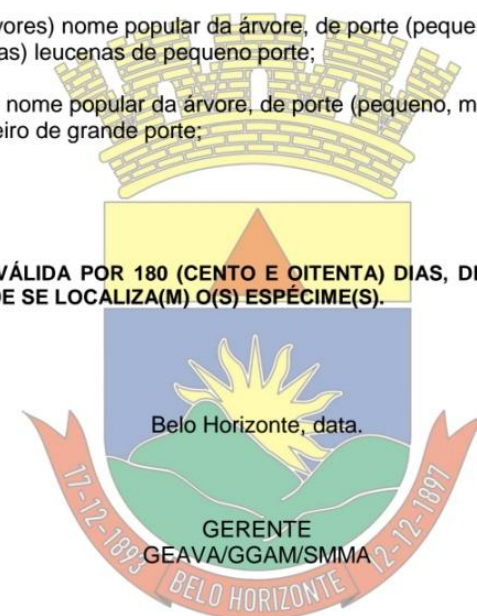 vores) nome popular da árvore, de porte (peque
as) leucenas de pequeno porte;
nome popular da árvore, de porte (pequeno, m
eiro de grande porte;
VÁLIDA POR 180 (CENTO E OITENTA) DIAS, D
DE SE LOCALIZA(M) O(S) ESPÉCIME(S).
Belo Horizonte, data.
GERENTE
GEAVA/GGAM/SMMA
17-12-1893 BELO HORIZONTE 12-12-1897